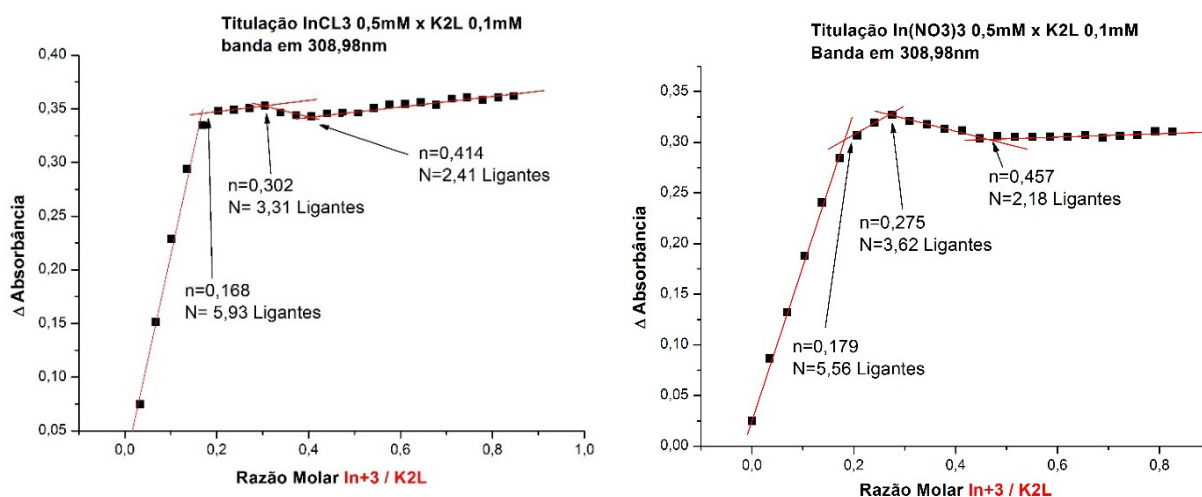 Titulação InCL3 0,5mM x K2L 0,1mM
banda em 308,98nm
0,40
0,35
0,30
0,25
0,20
0,15
0,10
0,05
Δ Absorbância
n=0,414
N=2,41 Ligantes
n=0,302
N= 3,31 Ligantes
n=0,168
N= 5,93 Ligantes
0,0
0,2
0,4
0,6
0,8
1,0
Razão Molar In+3 / K2L
Titulação In(NO3)3 0,5mM x K2L 0,1mM
Banda em 308,98nm
0,40
0,35
0,30
0,25
0,20
0,15
0,10
0,05
0,00
Δ Absorbância
n=0,457
N=2,18 Ligantes
n=0,275
N=3,62 Ligantes
n=0,179
N=5,56 Ligantes
0,0
0,2
0,4
0,6
0,8
Razão Molar In+3 / K2L